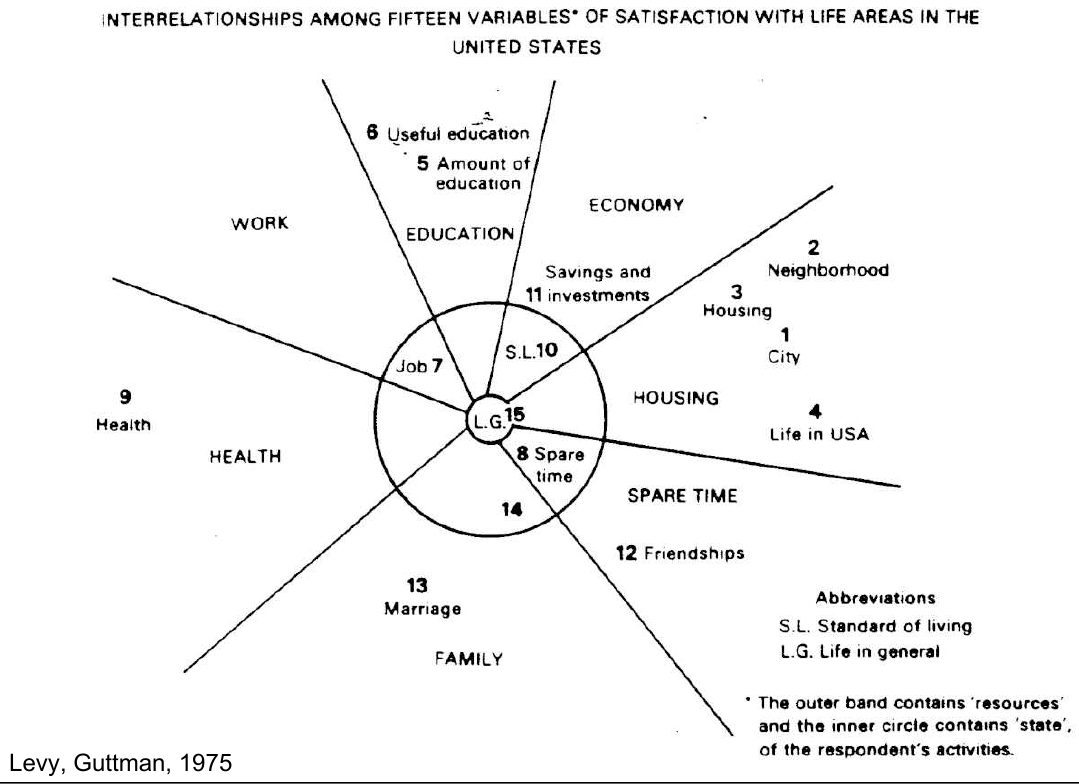 INTERRELATIONSHIPS AMONG FIFTEEN VARIABLES* OF SATISFACTION WITH LIFE AREAS IN THE
UNITED STATES
6 Useful education
5 Amount of
education
EDUCATION
WORK
ECONOMY
Savings and
11 investments
2
Neighborhood
3
Housing
1
City
HOUSING
4
Life in USA
Job 7
S.L. 10
L.G. 15
8 Spare
time
14
9
Health
HEALTH
SPARE TIME
12 Friendships
13
Marriage
FAMILY
Abbreviations
S.L. Standard of living
L.G. Life in general
* The outer band contains 'resources'
and the inner circle contains 'state',
of the respondent's activities.
Levy, Guttman, 1975